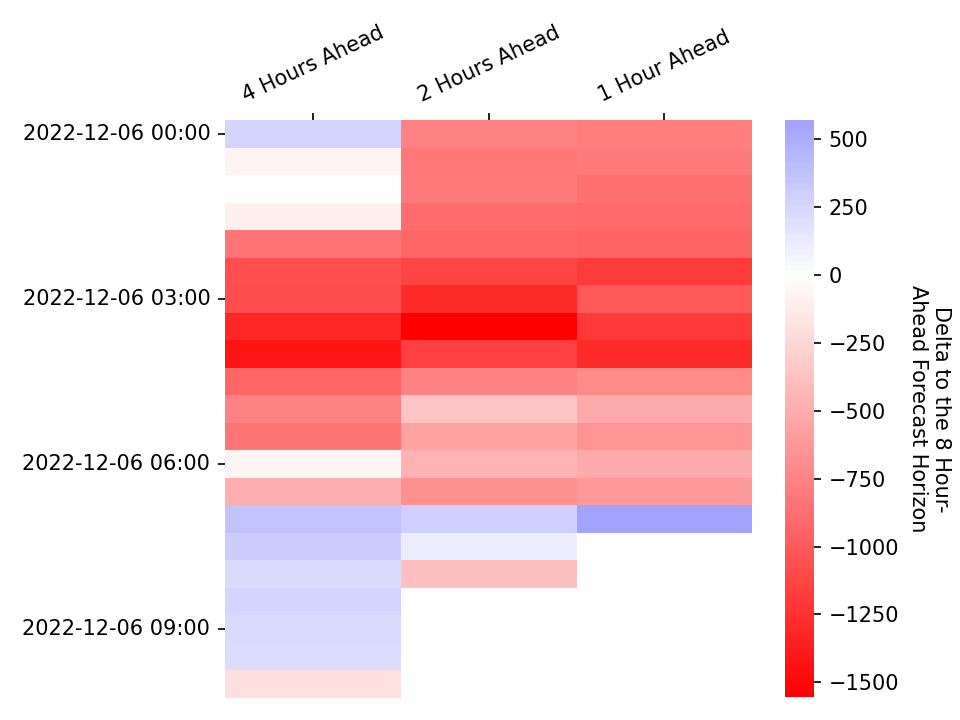 4 Hours Ahead
2 Hours Ahead
1 Hour Ahead
2022-12-06 00:00
2022-12-06 03:00
2022-12-06 06:00
2022-12-06 09:00
500
250
0
−250
−500
−750
−1000
−1250
−1500
Delta to the 8 Hour-
Ahead Forecast Horizon